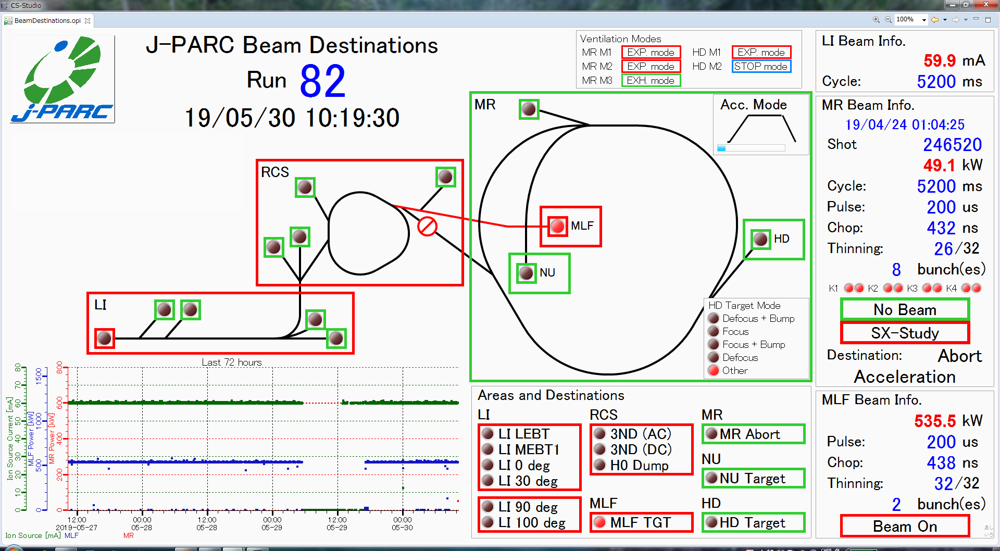 CS-Studio
BeamDestinations.opi
100%
J-PARC
J-PARC Beam Destinations
Run 82
19/05/30 10:19:30
Ventilation Modes
MR M1 EXP. mode HD M1 EXP. mode
MR M2 EXP. mode HD M2 STOP mode
MR M3 EXH. mode
MR
Acc. Mode
RCS
MLF
HD
NU
LI
HD Target Mode
Defocus + Bump
Focus
Focus + Bump
Defocus
Other
LI Beam Info.
59.9 mA
Cycle: 5200 ms
MR Beam Info.
19/04/24 01:04:25
Shot 246520
49.1 kW
Cycle: 5200 ms
Pulse: 200 us
Chop: 432 ns
Thinning: 26/32
8 bunch(es)
K1 K2 K3 K4
No Beam
SX-Study
Destination: Abort
Acceleration
MLF Beam Info.
535.5 kW
Pulse: 200 us
Chop: 438 ns
Thinning: 32/32
2 bunch(es)
Beam On
Areas and Destinations
LI RCS MR
LI LEBT 3ND (AC) MR Abort
LI MEBT1 3ND (DC)
LI 0 deg H0 Dump NU
LI 30 deg NU Target
LI 90 deg MLF HD
LI 100 deg MLF TGT HD Target
Last 72 hours
Ion Source Current [mA]
0 10 20 30 40 50 60 70 80
MLF Power [kW]
0 500 1000 1500
MR Power [kW]
0 200 400 600 800
12:00 00:00 12:00 00:00 12:00 00:00
2019-05-27 05-28 05-28 05-29 05-29 05-30
Ion Source [mA] MLF MR